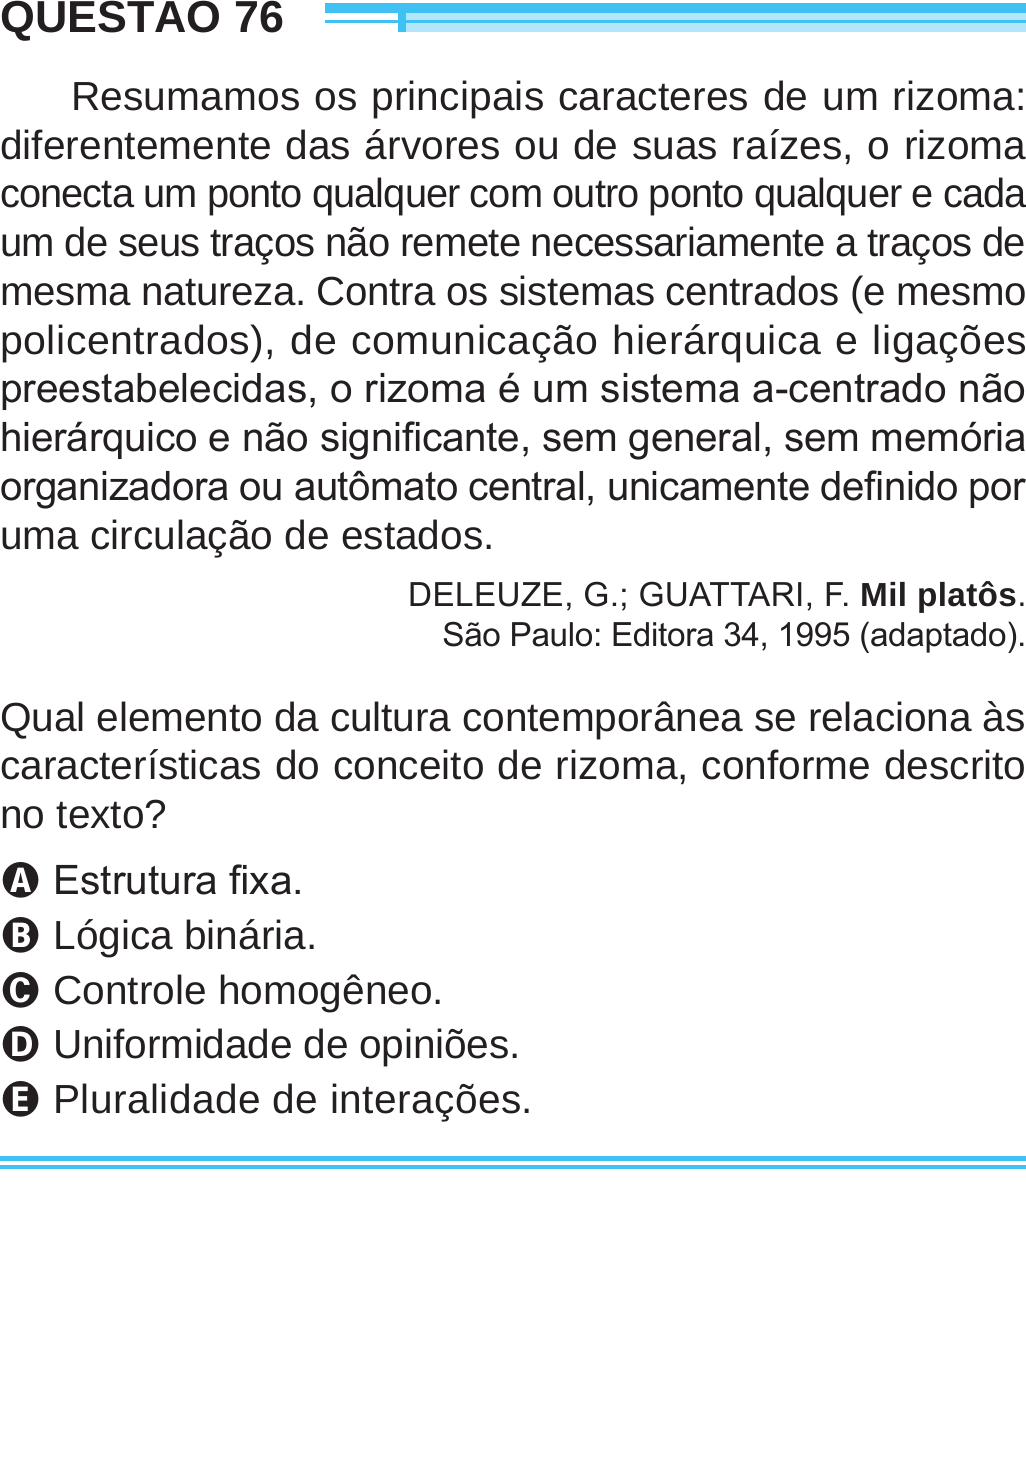 QUESTÃO 76
Resumamos os principais caracteres de um rizoma:
diferentemente das árvores ou de suas raízes, o rizoma
conecta um ponto qualquer com outro ponto qualquer e cada
um de seus traços não remete necessariamente a traços de
mesma natureza. Contra os sistemas centrados (e mesmo
policentrados), de comunicação hierárquica e ligações
preestabelecidas, o rizoma é um sistema a-centrado não
hierárquico e não significante, sem general, sem memória
organizadora ou autômato central, unicamente definido por
uma circulação de estados.
DELEUZE, G.; GUATTARI, F. Mil platôs.
São Paulo: Editora 34, 1995 (adaptado).
Qual elemento da cultura contemporânea se relaciona às
características do conceito de rizoma, conforme descrito
no texto?
A Estrutura fixa.
B Lógica binária.
C Controle homogêneo.
D Uniformidade de opiniões.
E Pluralidade de interações.